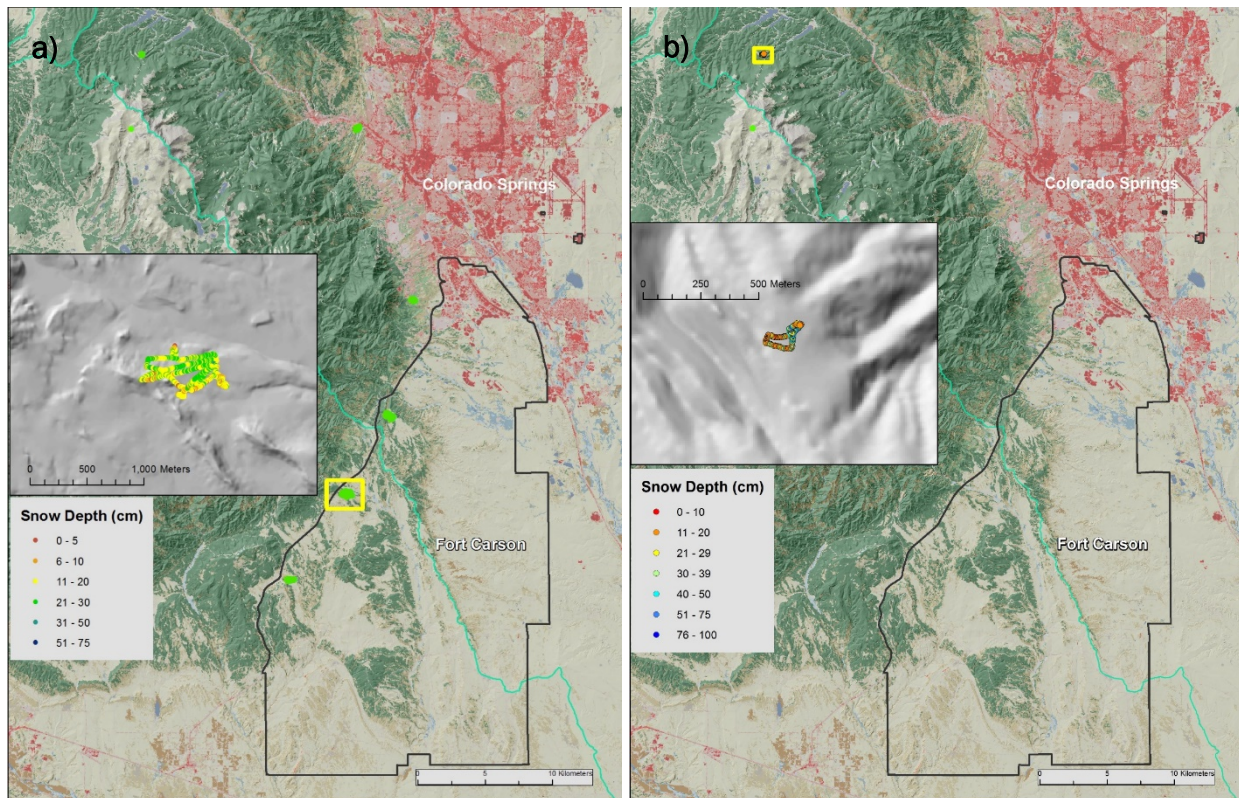 a)
Colorado Springs
0 500 1,000 Meters
Snow Depth (cm)
0 - 5
6 - 10
11 - 20
21 - 30
31 - 50
51 - 75
Fort Carson
0 5 10 Kilometers
b)
Colorado Springs
0 250 500 Meters
Snow Depth (cm)
0 - 10
11 - 20
21 - 29
30 - 39
40 - 50
51 - 75
76 - 100
Fort Carson
0 5 10 Kilometers